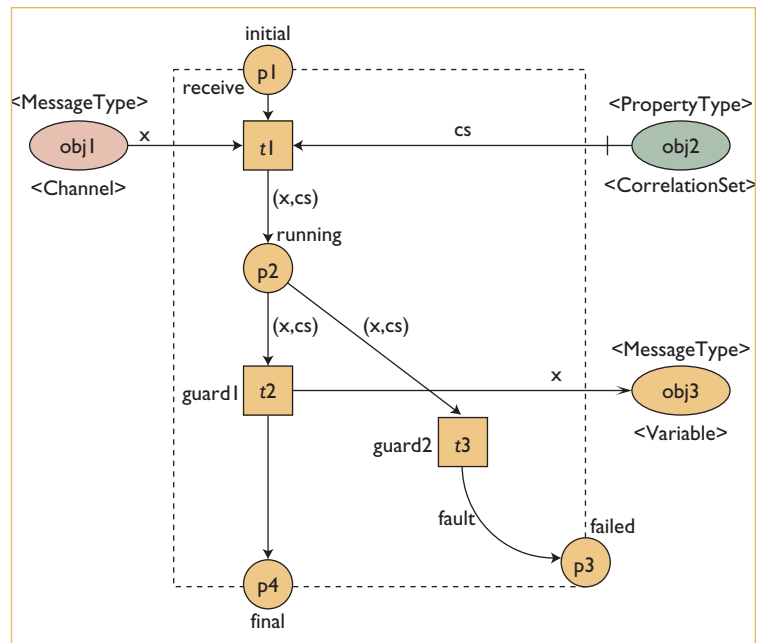 initial
p1
receive
<MessageType>
obj1
<Channel>
x
t1
cs
<PropertyType>
obj2
<CorrelationSet>
(x,cs)
running
p2
(x,cs)
(x,cs)
guard1
t2
x
<MessageType>
obj3
<Variable>
guard2
t3
fault
failed
p3
p4
final